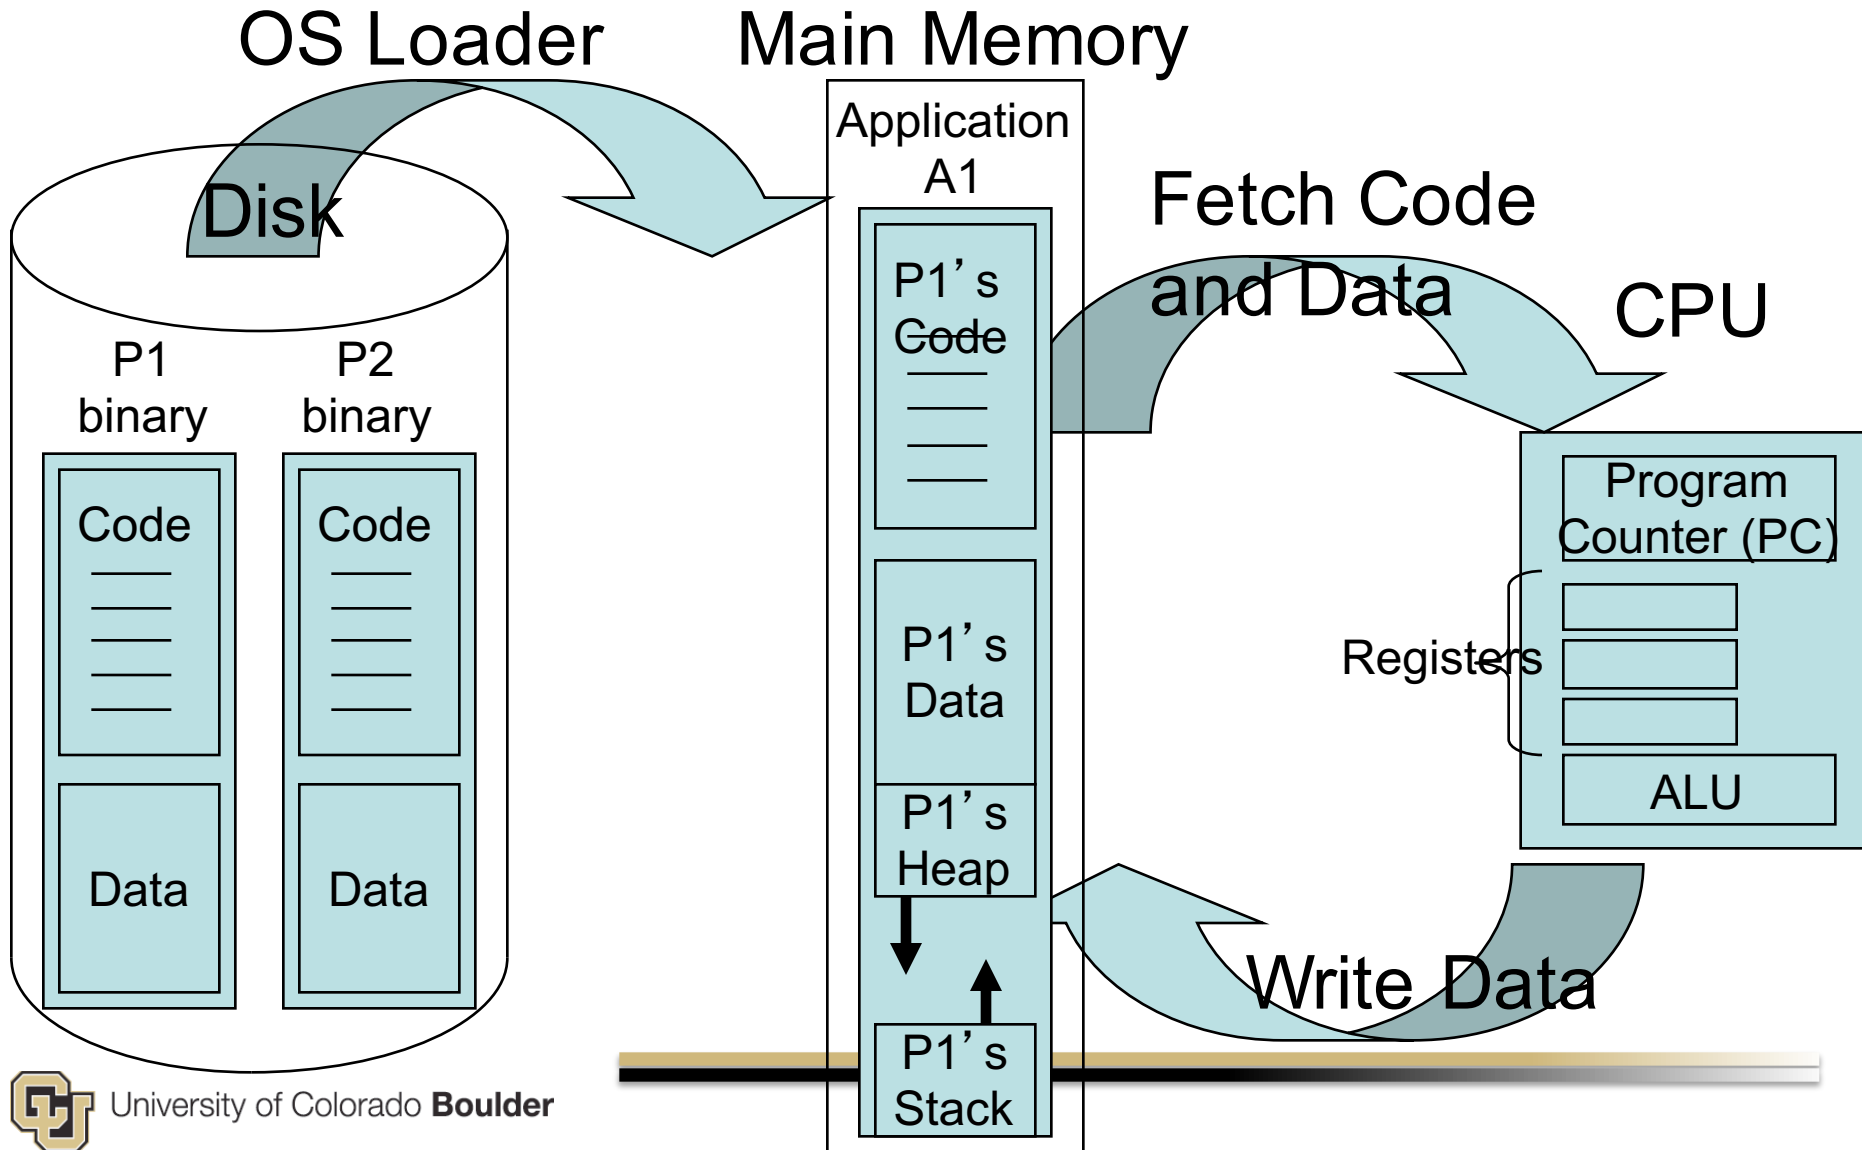 OS Loader
Main Memory
Disk
P1
binary
P2
binary
Code
Code
Data
Data
Application
A1
P1’s
Code
P1’s
Data
P1’s
Heap
P1’s
Stack
Fetch Code
and Data
CPU
Program
Counter (PC)
Registers
ALU
Write Data
University of Colorado Boulder